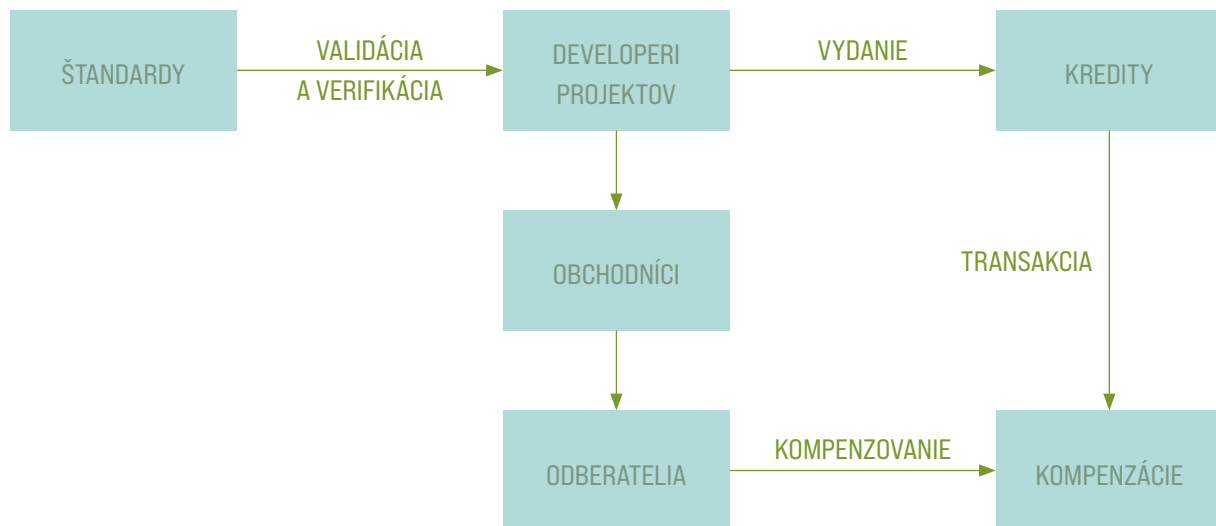 ŠTANDARDY
VALIDÁCIA
A VERIFIKÁCIA
DEVELOPERI
PROJEKTOV
VYDANIE
KREDITY
OBCHODNÍCI
TRANSAKCIA
ODBERATELIA
KOMPENZOVANIE
KOMPENZÁCIE